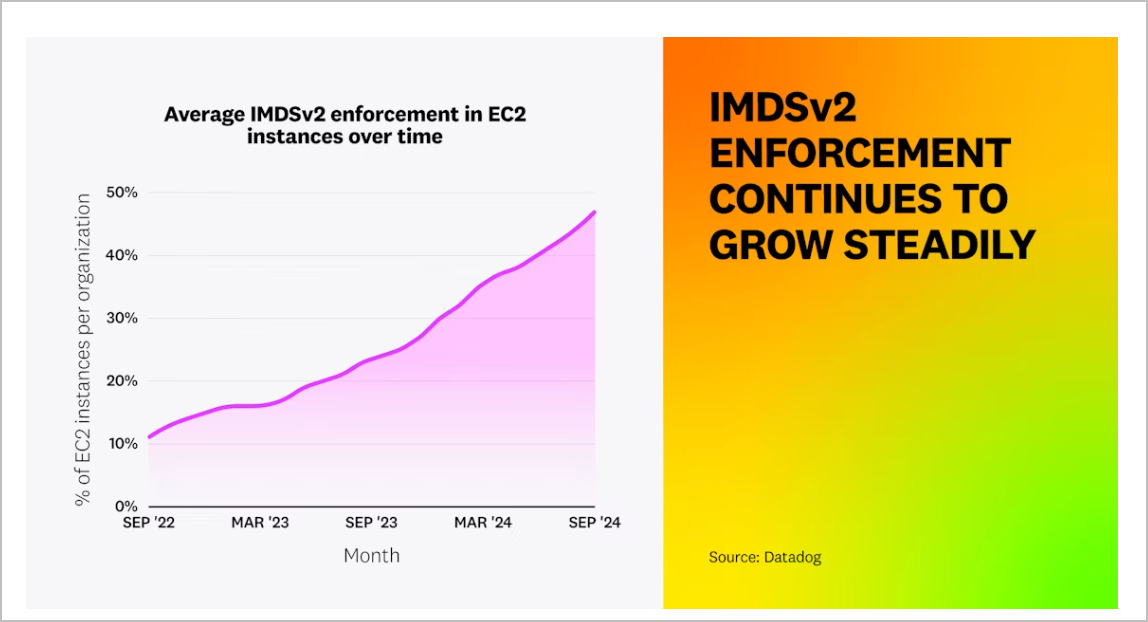 Average IMDSv2 enforcement in EC2
instances over time
% of EC2 instances per organization
50%
40%
30%
20%
10%
0%
SEP '22
MAR '23
SEP '23
MAR '24
SEP '24
Month
IMDSv2
ENFORCEMENT
CONTINUES TO
GROW STEADILY
Source: Datadog